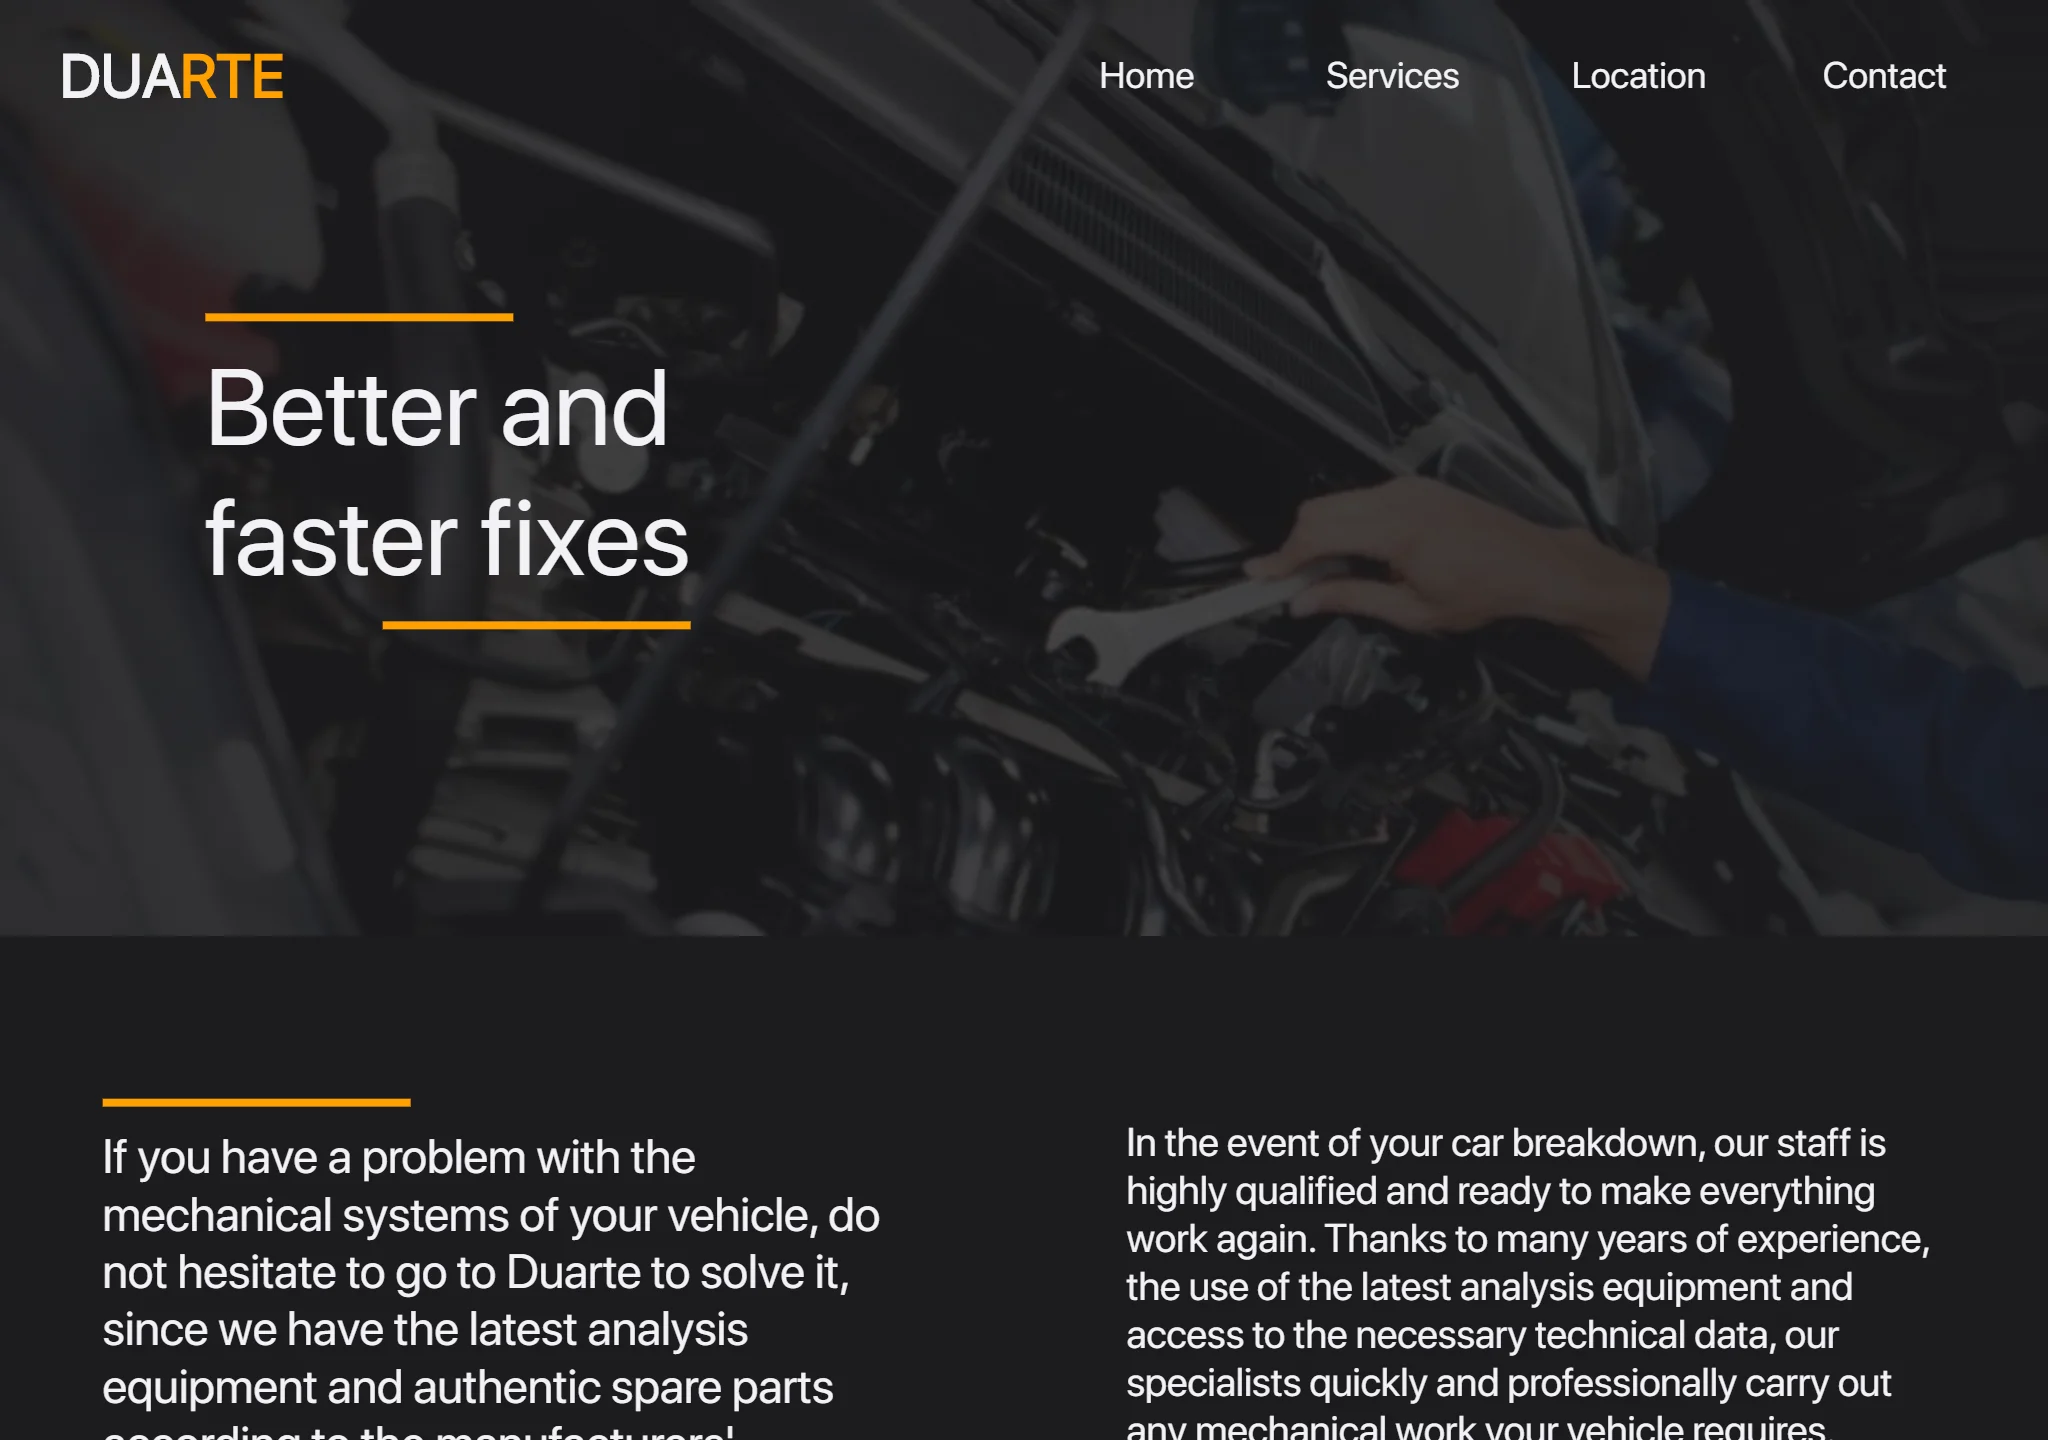 DUARTE
Home
Services
Location
Contact
Better and
faster fixes
If you have a problem with the
mechanical systems of your vehicle, do
not hesitate to go to Duarte to solve it,
since we have the latest analysis
equipment and authentic spare parts
according to the manufacturers'
In the event of your car breakdown, our staff is
highly qualified and ready to make everything
work again. Thanks to many years of experience,
the use of the latest analysis equipment and
access to the necessary technical data, our
specialists quickly and professionally carry out
any mechanical work your vehicle requires.